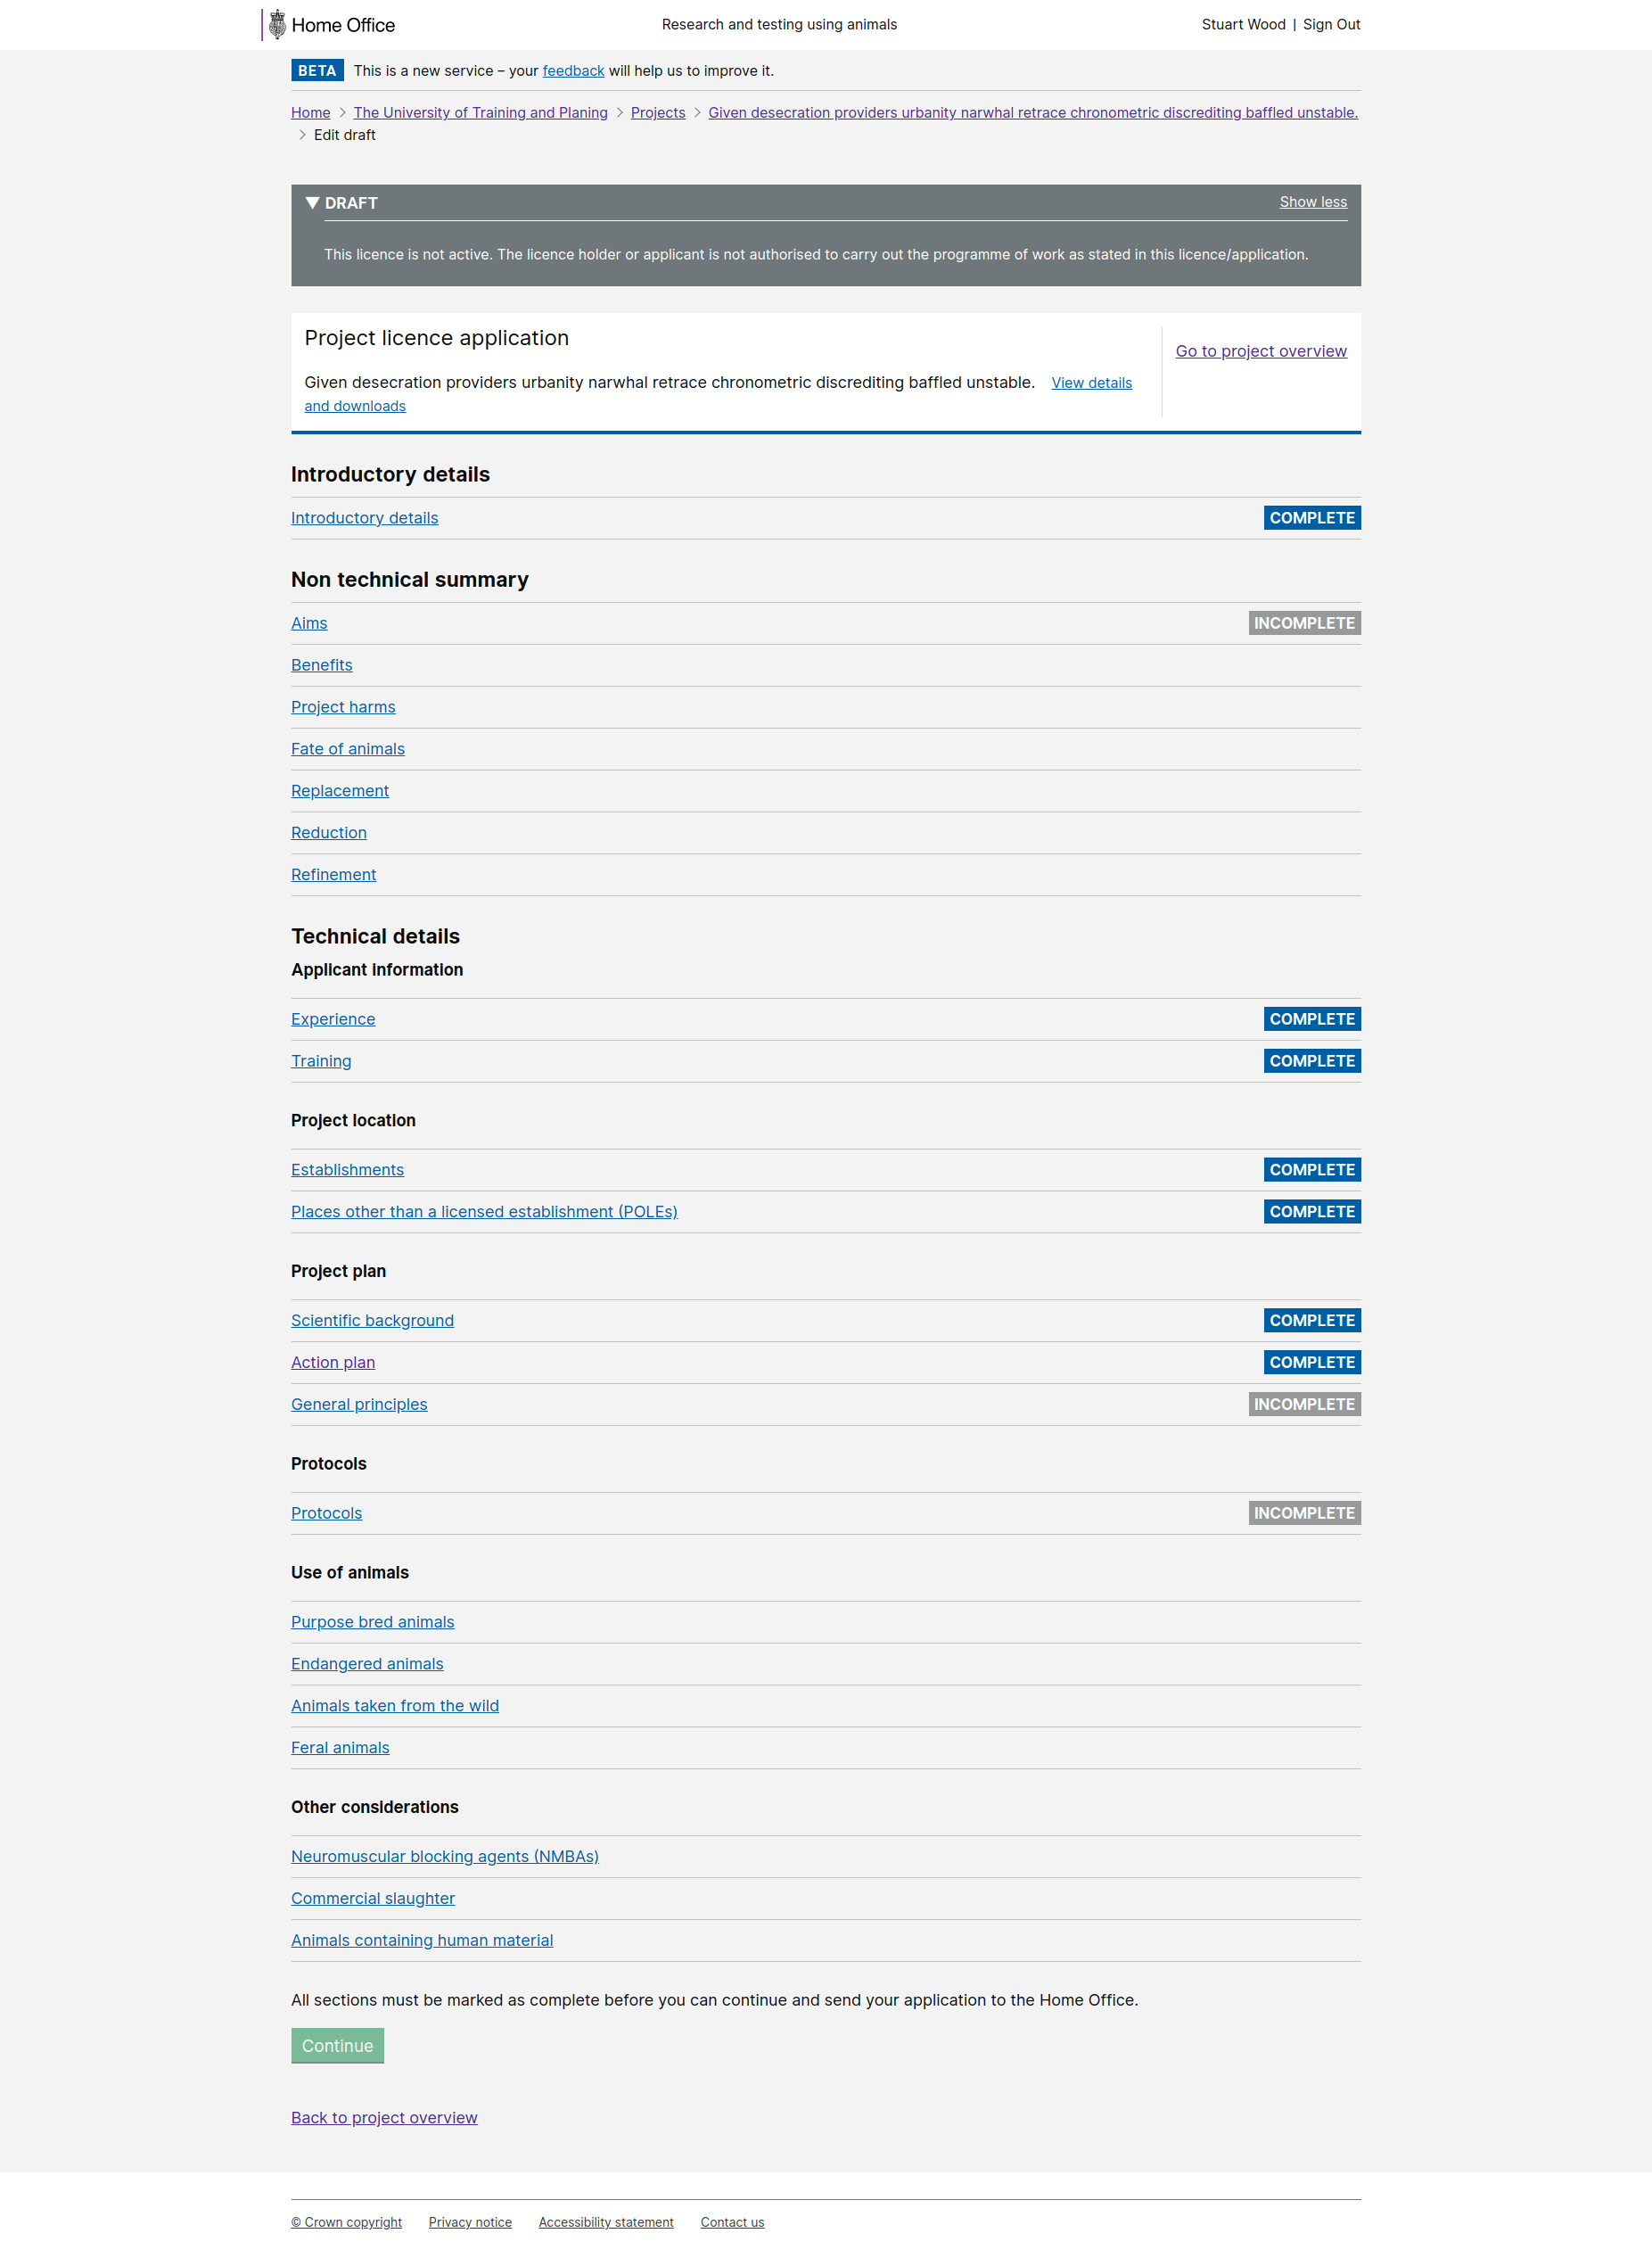 Home Office
Research and testing using animals
Stuart Wood | Sign Out
BETA This is a new service – your feedback will help us to improve it.
Home > The University of Training and Planing > Projects > Given desecration providers urbanity narwhal retrace chronometric discrediting baffled unstable.
> Edit draft
▼ DRAFT
Show less
This licence is not active. The licence holder or applicant is not authorised to carry out the programme of work as stated in this licence/application.
Project licence application
Go to project overview
Given desecration providers urbanity narwhal retrace chronometric discrediting baffled unstable. View details
and downloads
Introductory details
Introductory details COMPLETE
Non technical summary
Aims INCOMPLETE
Benefits
Project harms
Fate of animals
Replacement
Reduction
Refinement
Technical details
Applicant information
Experience COMPLETE
Training COMPLETE
Project location
Establishments COMPLETE
Places other than a licensed establishment (POLEs) COMPLETE
Project plan
Scientific background COMPLETE
Action plan COMPLETE
General principles INCOMPLETE
Protocols
Protocols INCOMPLETE
Use of animals
Purpose bred animals
Endangered animals
Animals taken from the wild
Feral animals
Other considerations
Neuromuscular blocking agents (NMBAs)
Commercial slaughter
Animals containing human material
All sections must be marked as complete before you can continue and send your application to the Home Office.
Continue
Back to project overview
© Crown copyright Privacy notice Accessibility statement Contact us